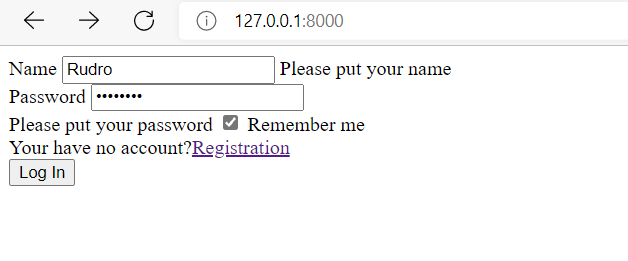 127.0.0.1:8000
Name Rudro Please put your name
Password ••••••••
Please put your password Remember me
Your have no account?Registration
Log In